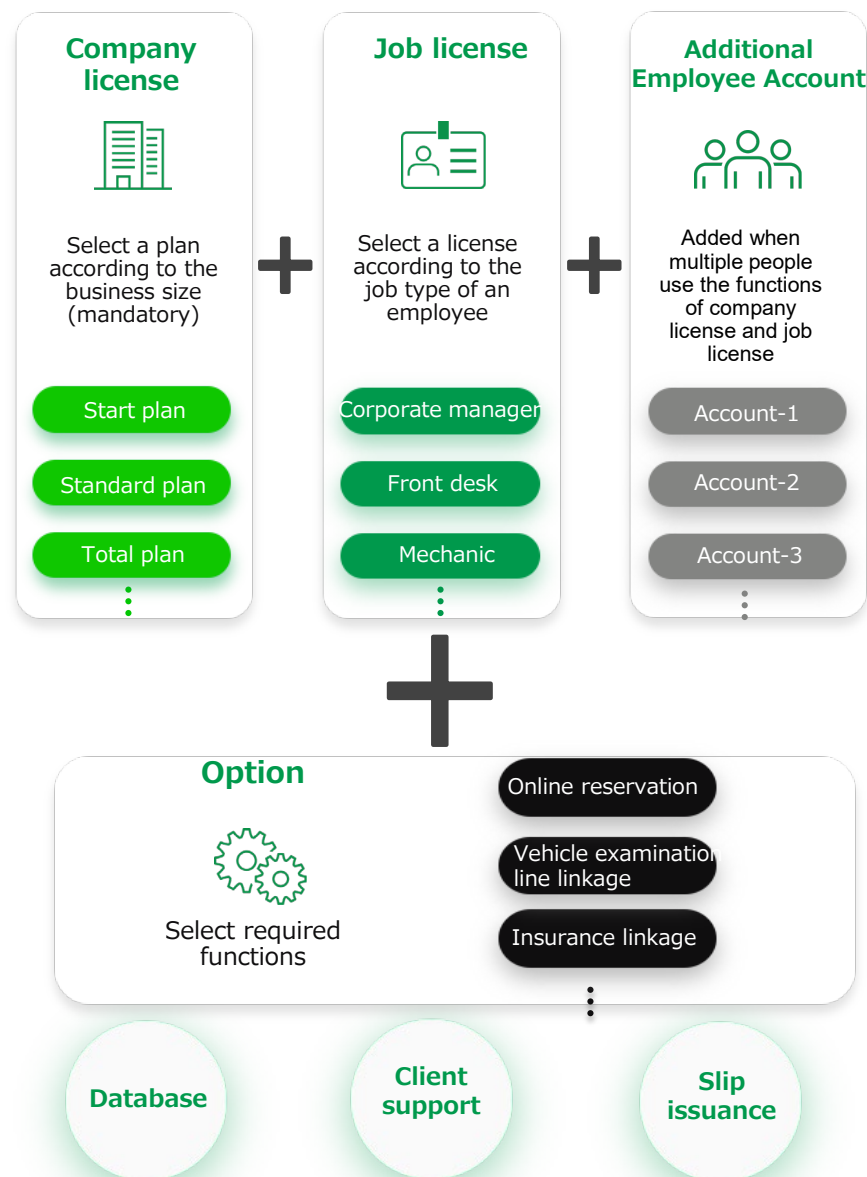 Company
license
Select a plan
according to the
business size
(mandatory)
Start plan
Standard plan
Total plan
Job license
Select a license
according to the
job type of an
employee
Corporate manager
Front desk
Mechanic
Additional
Employee Account
Added when
multiple people
use the functions
of company
license and job
license
Account-1
Account-2
Account-3
Option
Select required
functions
Online reservation
Vehicle examination
line linkage
Insurance linkage
Database
Client
support
Slip
issuance